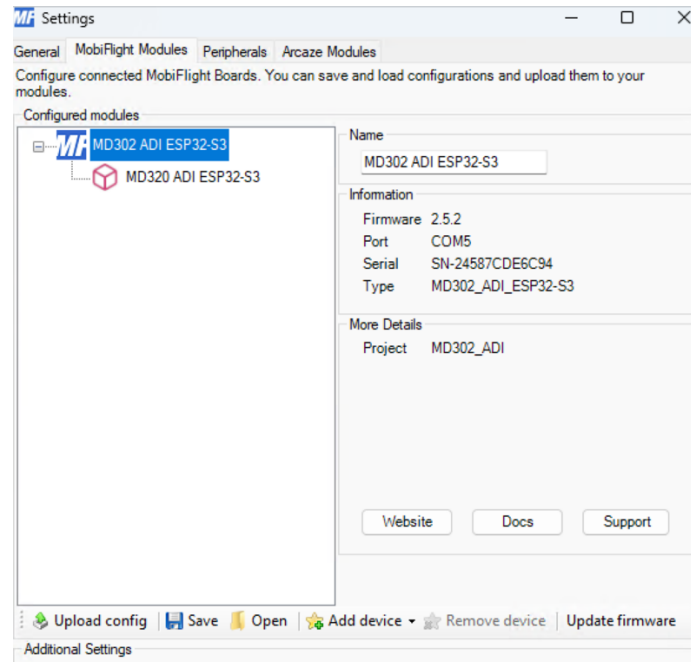 MF Settings
General MobiFlight Modules Peripherals Arcaze Modules
Configure connected MobiFlight Boards. You can save and load configurations and upload them to your
modules.
Configured modules
MF MD302 ADI ESP32-S3
MD320 ADI ESP32-S3
Name
MD302 ADI ESP32-S3
Information
Firmware 2.5.2
Port COM5
Serial SN-24587CDE6C94
Type MD302_ADI_ESP32-S3
More Details
Project MD302_ADI
Website Docs Support
Upload config Save Open Add device Remove device Update firmware
Additional Settings